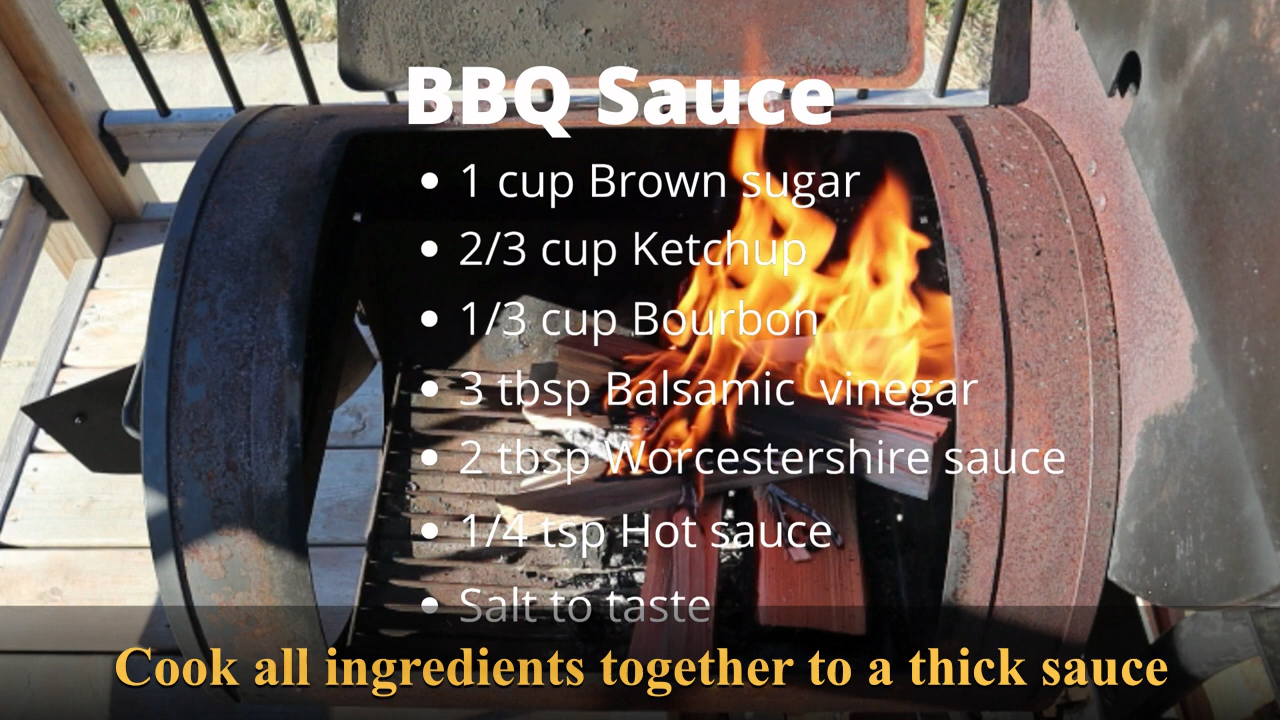 BBQ Sauce
• 1 cup Brown sugar
• 2/3 cup Ketchup
• 1/3 cup Bourbon
• 3 tbsp Balsamic  vinegar
• 2 tbsp Worcestershire sauce
• 1/4 tsp Hot sauce
• Salt to taste
Cook all ingredients together to a thick sauce